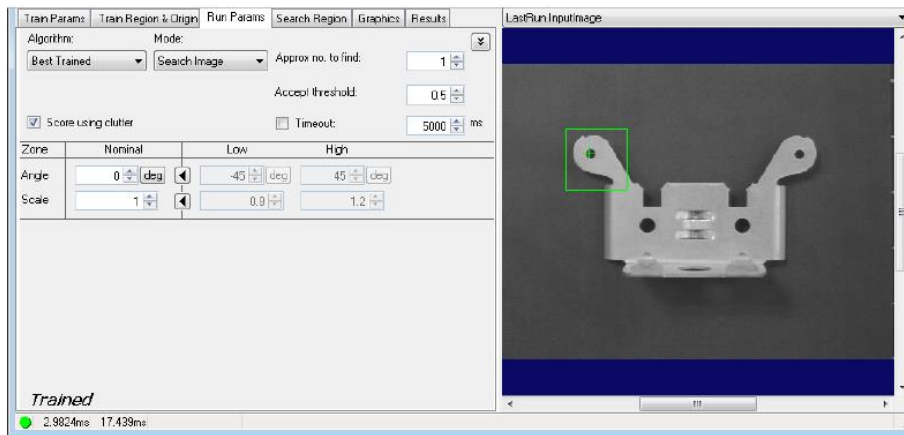 Train Params Train Region & Origin Run Params Search Region Graphics Results
LastRun.InputImage
Algorithm: Mode:
Best Trained Search Image Approx no. to find: 1
Accept threshold: 0.5
Score using clutter Timeout: 5000 ms
Zone Nominal Low High
Angle 0 deg -45 deg 45 deg
Scale 1 0.8 1.2
Trained
2.9824ms 17.439ms